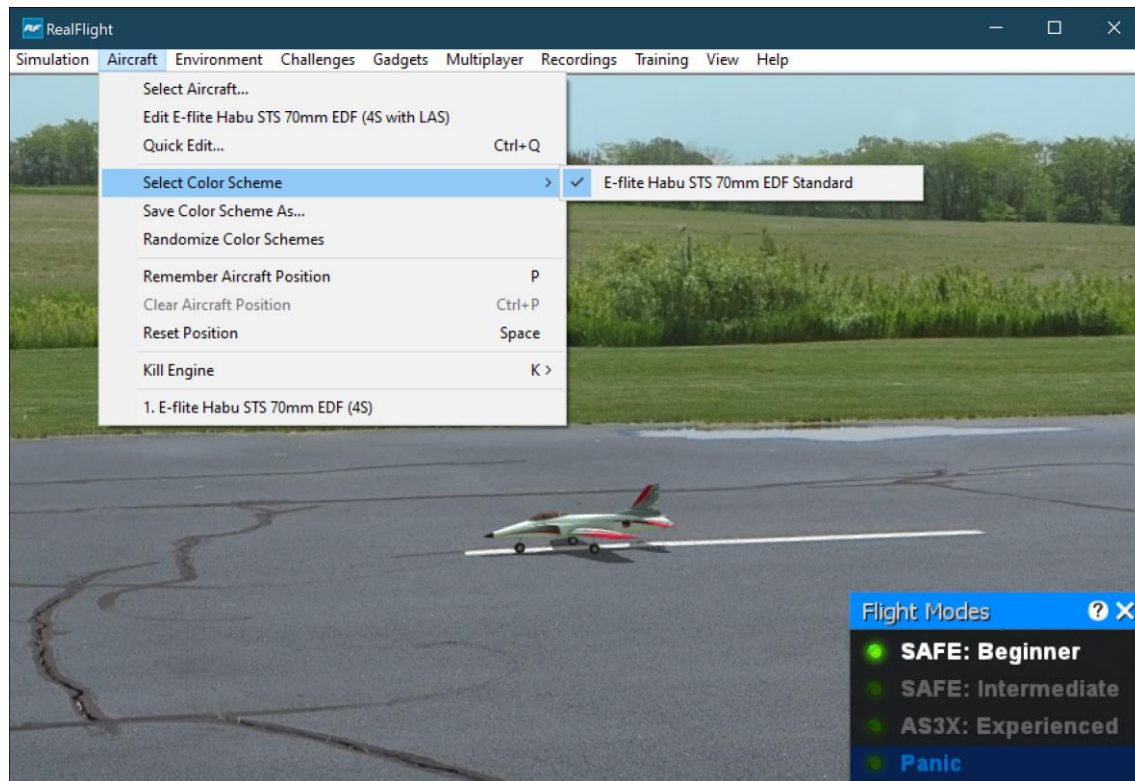 RF RealFlight
Simulation Aircraft Environment Challenges Gadgets Multiplayer Recordings Training View Help
Select Aircraft...
Edit E-flite Habu STS 70mm EDF (4S with LAS)
Quick Edit... Ctrl+Q
Select Color Scheme > ✓ E-flite Habu STS 70mm EDF Standard
Save Color Scheme As...
Randomize Color Schemes
Remember Aircraft Position P
Clear Aircraft Position Ctrl+P
Reset Position Space
Kill Engine K >
1. E-flite Habu STS 70mm EDF (4S)
Flight Modes ? X
SAFE: Beginner
SAFE: Intermediate
AS3X: Experienced
Panic